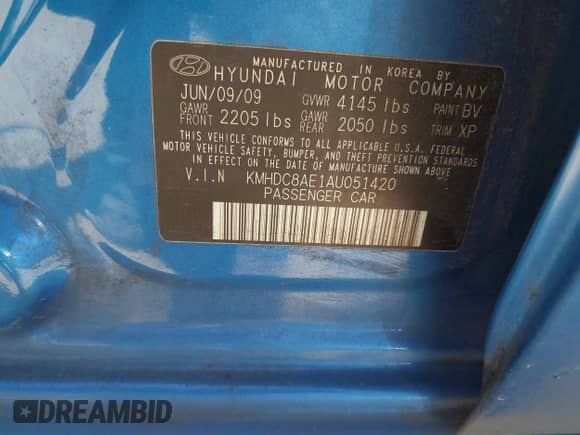 MANUFACTURED IN KOREA BY
HYUNDAI MOTOR COMPANY
JUN/09/09 GVWR 4145 lbs PAINT BV
GAWR FRONT 2205 lbs GAWR REAR 2050 lbs TRIM XP
THIS VEHICLE CONFORMS TO ALL APPLICABLE U.S.A. FEDERAL
MOTOR VEHICLE SAFETY, BUMPER, AND THEFT PREVENTION STANDARDS
IN EFFECT ON THE DATE OF MANUFACTURE SHOWN ABOVE.
V.I.N KMHDC8AE1AU051420
PASSENGER CAR
DREAMBID